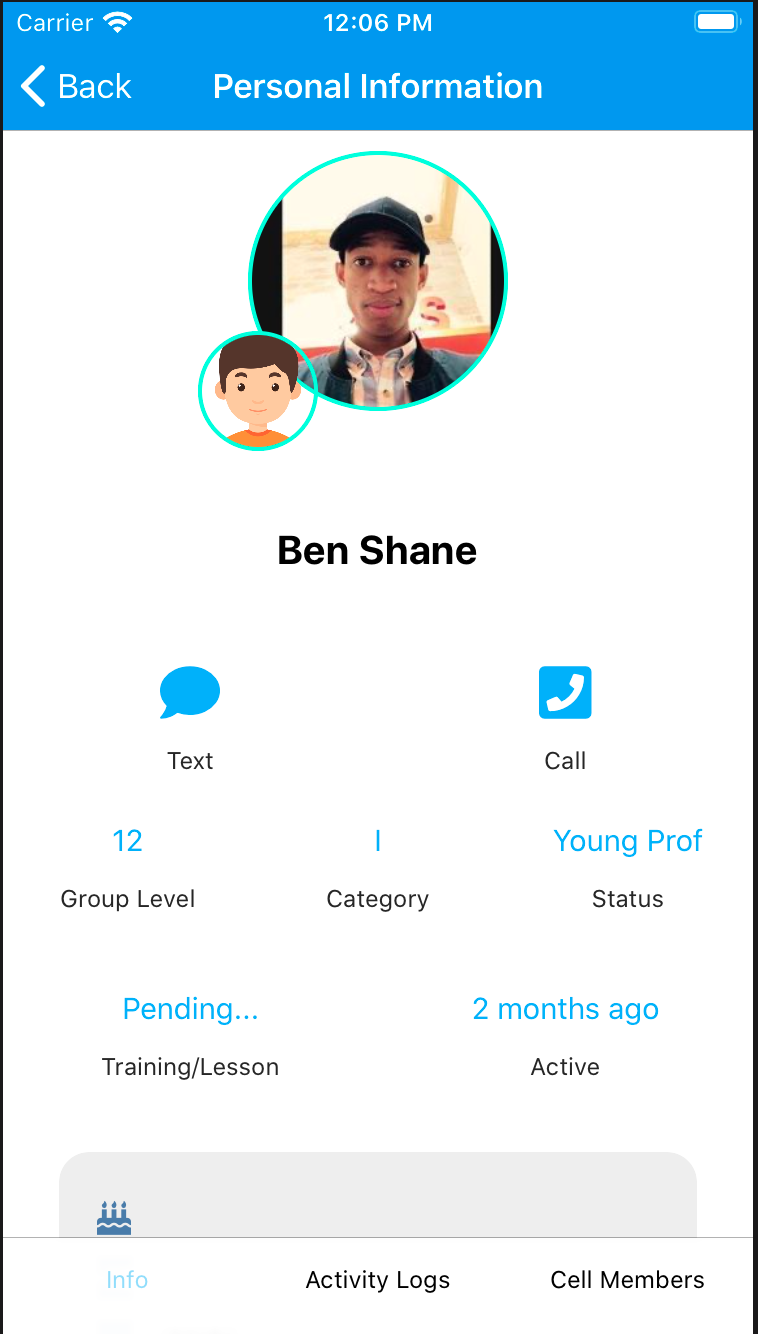 Carrier 12:06 PM
Back Personal Information
Ben Shane
Text Call
12 I Young Prof
Group Level Category Status
Pending... 2 months ago
Training/Lesson Active
Info Activity Logs Cell Members